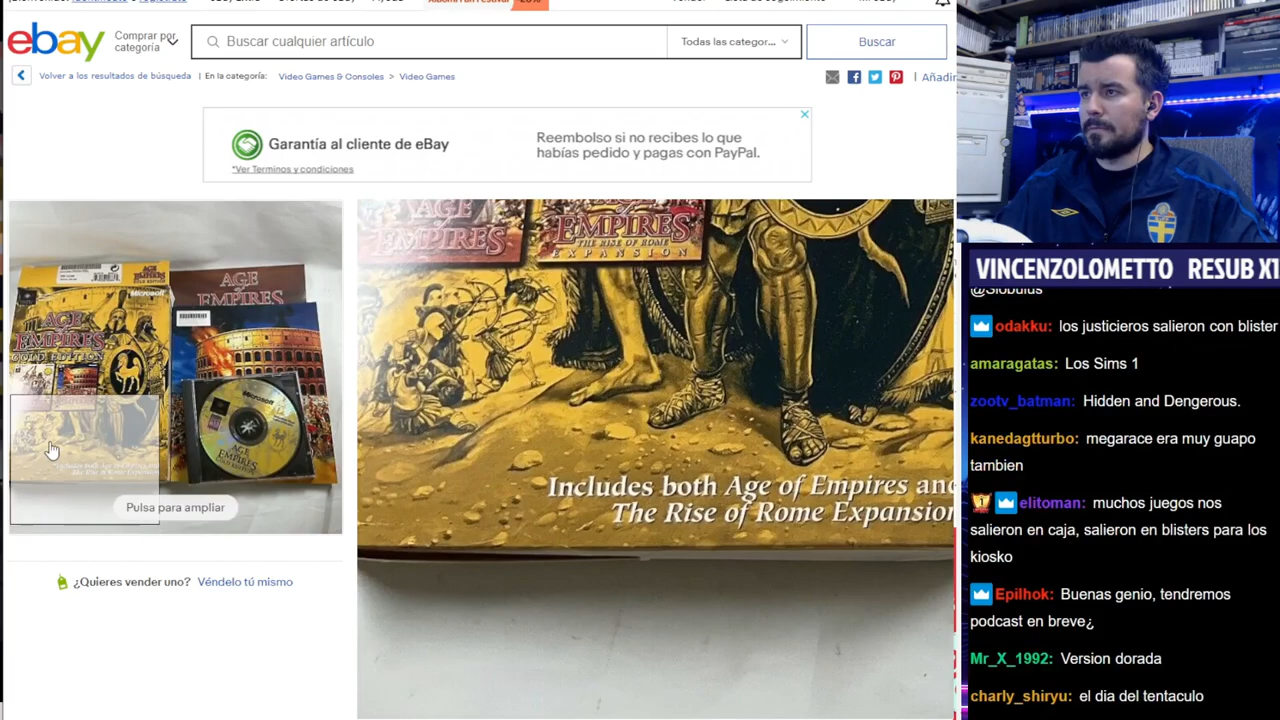 ebay
Comprar por
categoría
Buscar cualquier artículo
Todas las categor...
Buscar
Volver a los resultados de búsqueda
En la categoría:
Video Games & Consoles > Video Games
Añadir
Garantía al cliente de eBay
*Ver Terminos y condiciones
Reembolso si no recibes lo que
habías pedido y pagas con PayPal.
AGE
of
EMPIRES
GOLD EDITION
Microsoft
AGE
of
EMPIRES
Pulsa para ampliar
¿Quieres vender uno? Véndelo tú mismo
AGE
EMPIRES
of
EMPIRES
THE RISE OF ROME
EXPANSION
Includes both Age of Empires and
The Rise of Rome Expansion
VINCENZOLOMETTO RESUB X1
odakku: los justicieros salieron con blister
amaragatas: Los Sims 1
zootv_batman: Hidden and Dengerous.
kanedagtturbo: megarace era muy guapo
tambien
elitoman: muchos juegos nos
salieron en caja, salieron en blisters para los
kiosko
Epilhok: Buenas genio, tendremos
podcast en breve¿
Mr_X_1992: Version dorada
charly_shiryu: el dia del tentaculo